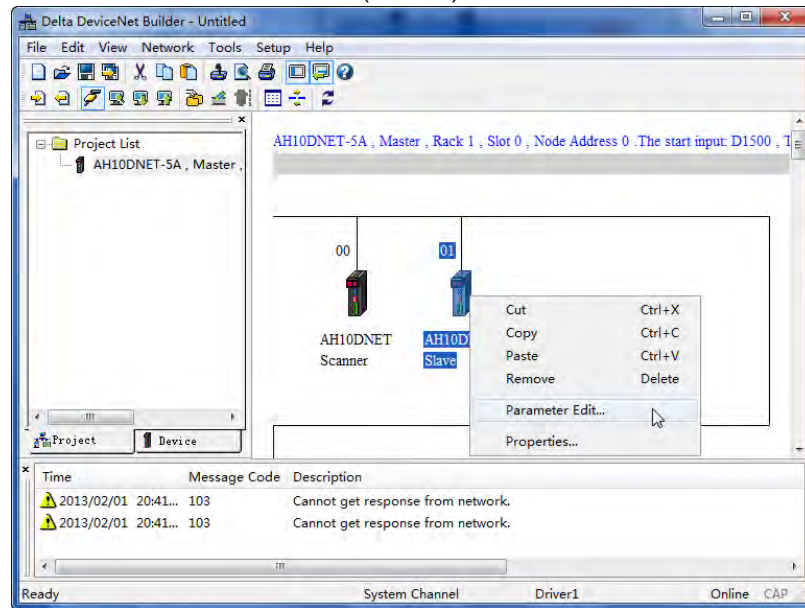 Delta DeviceNet Builder - Untitled
File Edit View Network Tools Setup Help
Project List
AH10DNET-5A , Master ,
AH10DNET-5A , Master , Rack 1 , Slot 0 , Node Address 0 .The start input: D1500 ,
00 01
AH10DNET
Scanner
AH10D
Slave
Cut Ctrl+X
Copy Ctrl+C
Paste Ctrl+V
Remove Delete
Parameter Edit...
Properties...
Project Device
Time Message Code Description
2013/02/01 20:41... 103 Cannot get response from network.
2013/02/01 20:41... 103 Cannot get response from network.
Ready System Channel Driver1 Online CAP